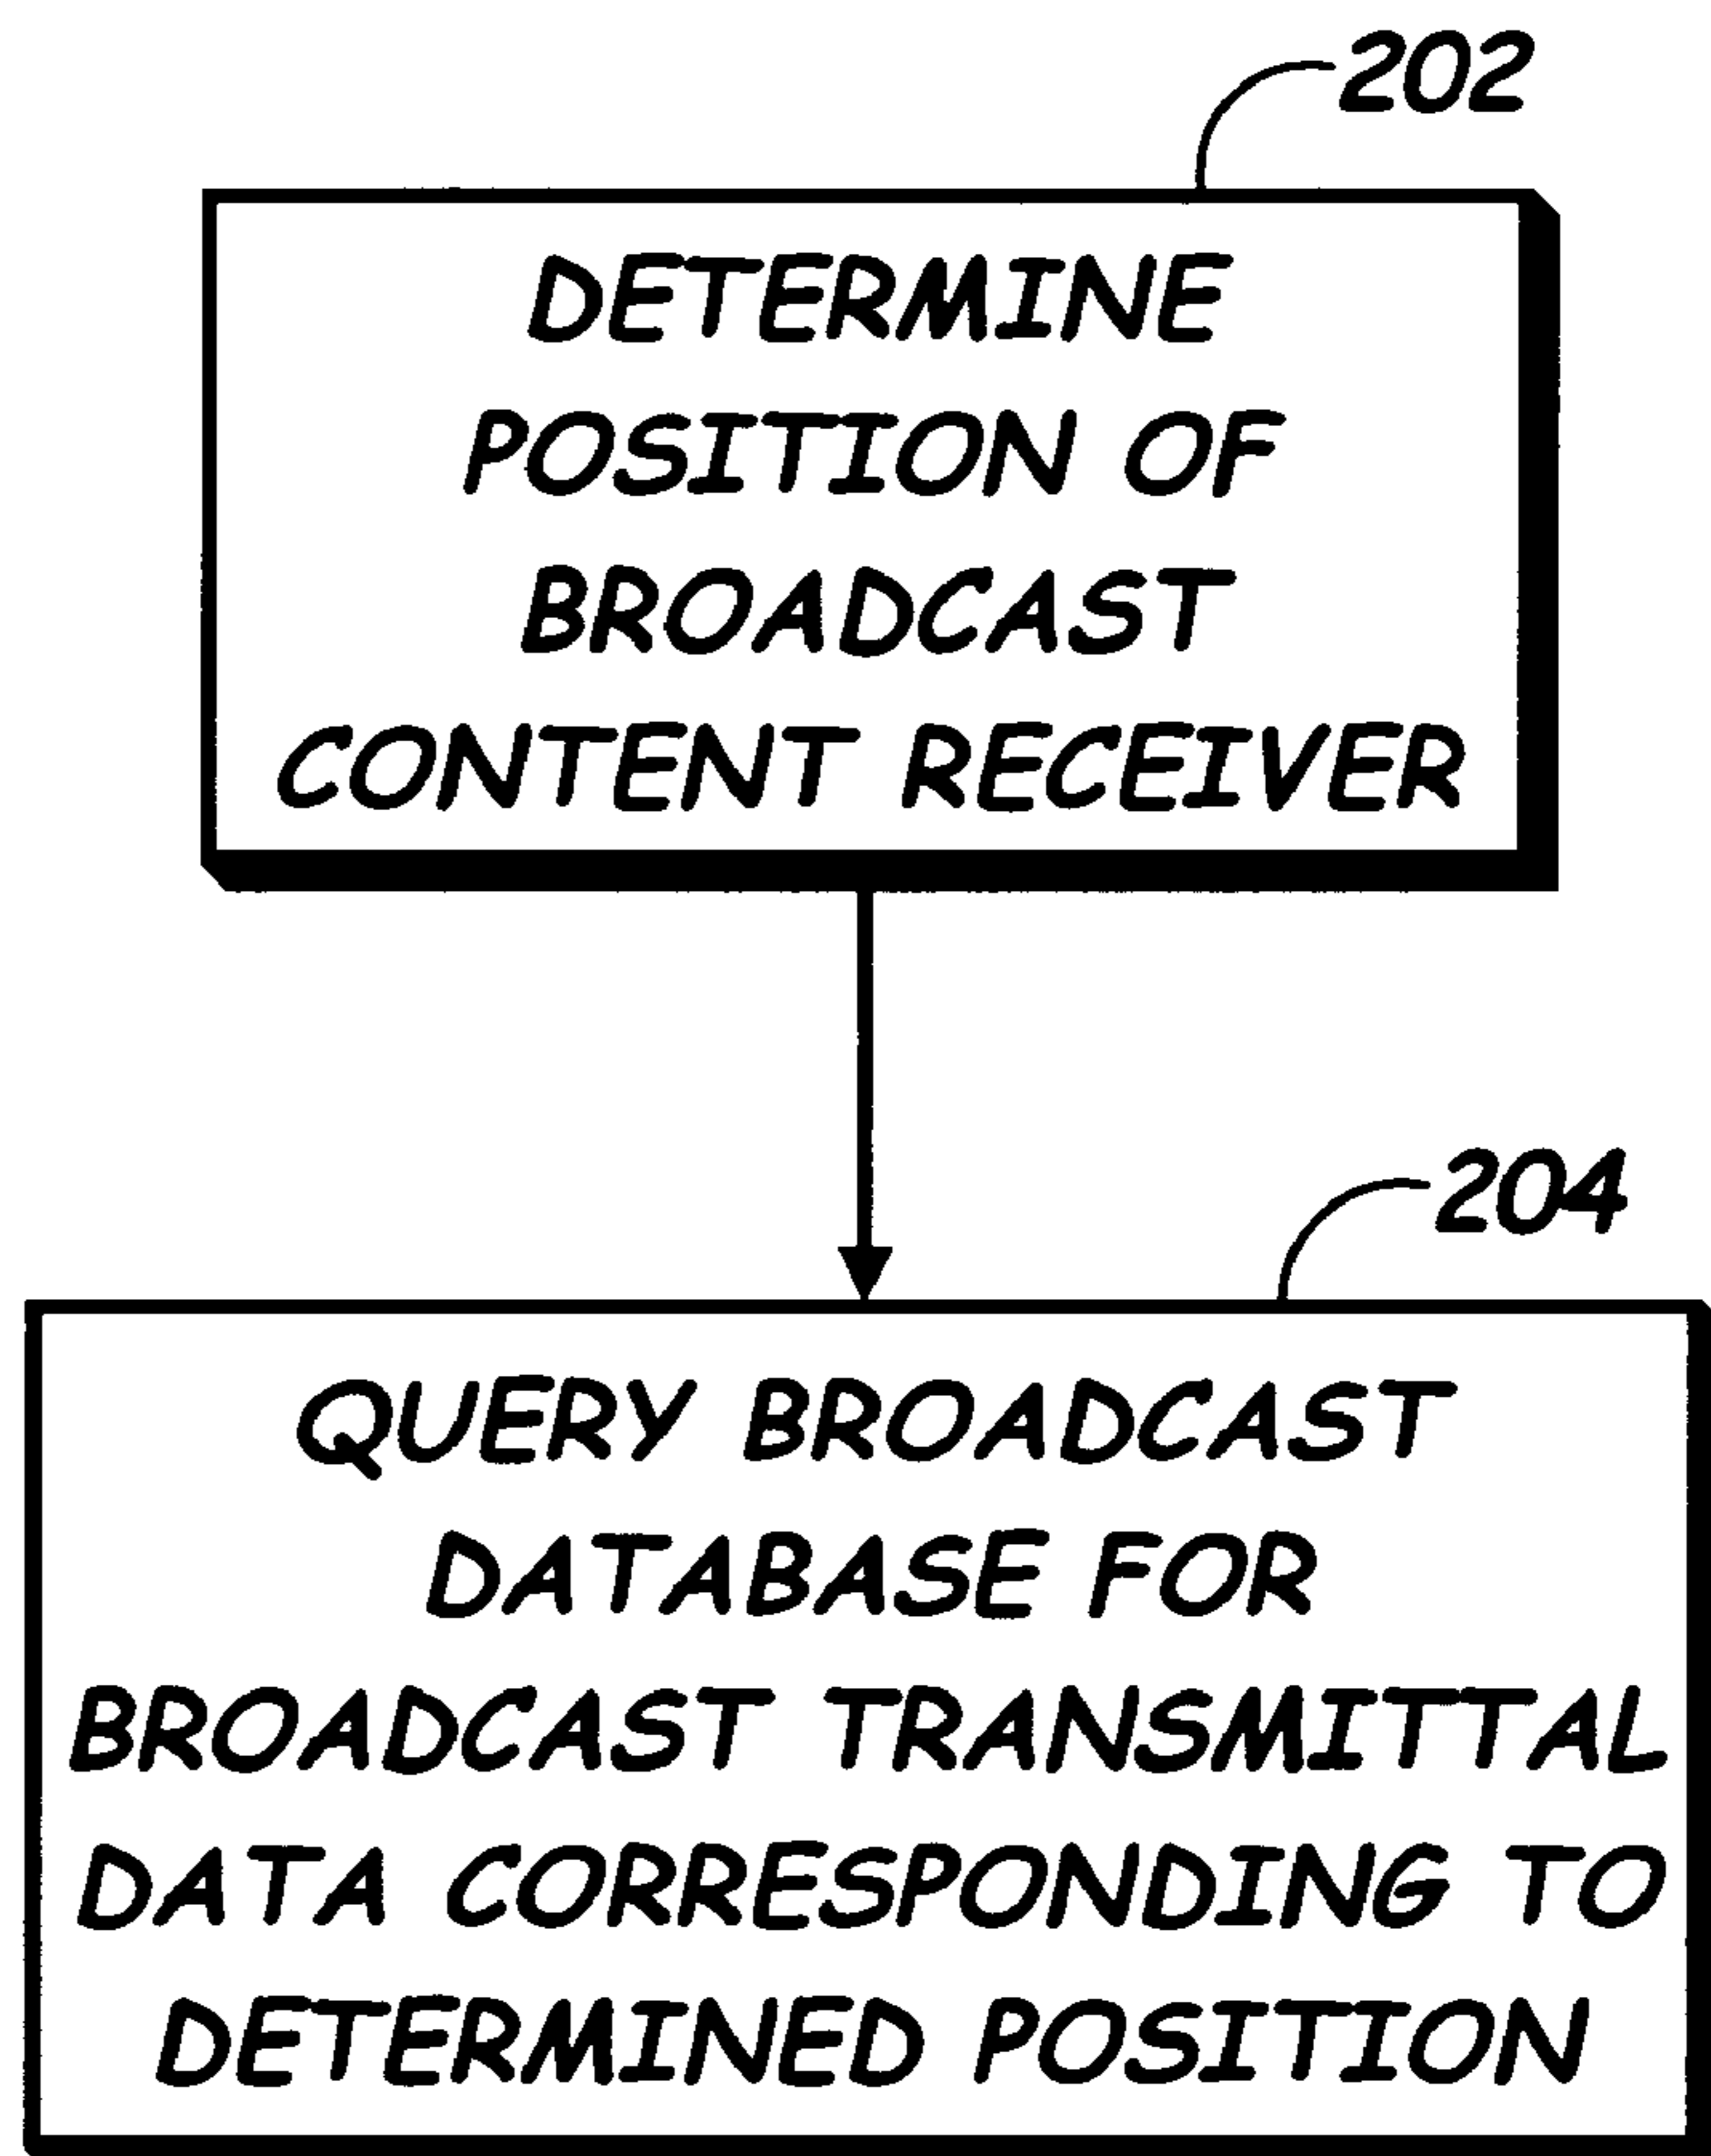 202
DETERMINE
POSITION OF
BROADCAST
CONTENT RECEIVER
204
QUERY BROADCAST
DATABASE FOR
BROADCAST TRANSMITTAL
DATA CORRESPONDING TO
DETERMINED POSITION